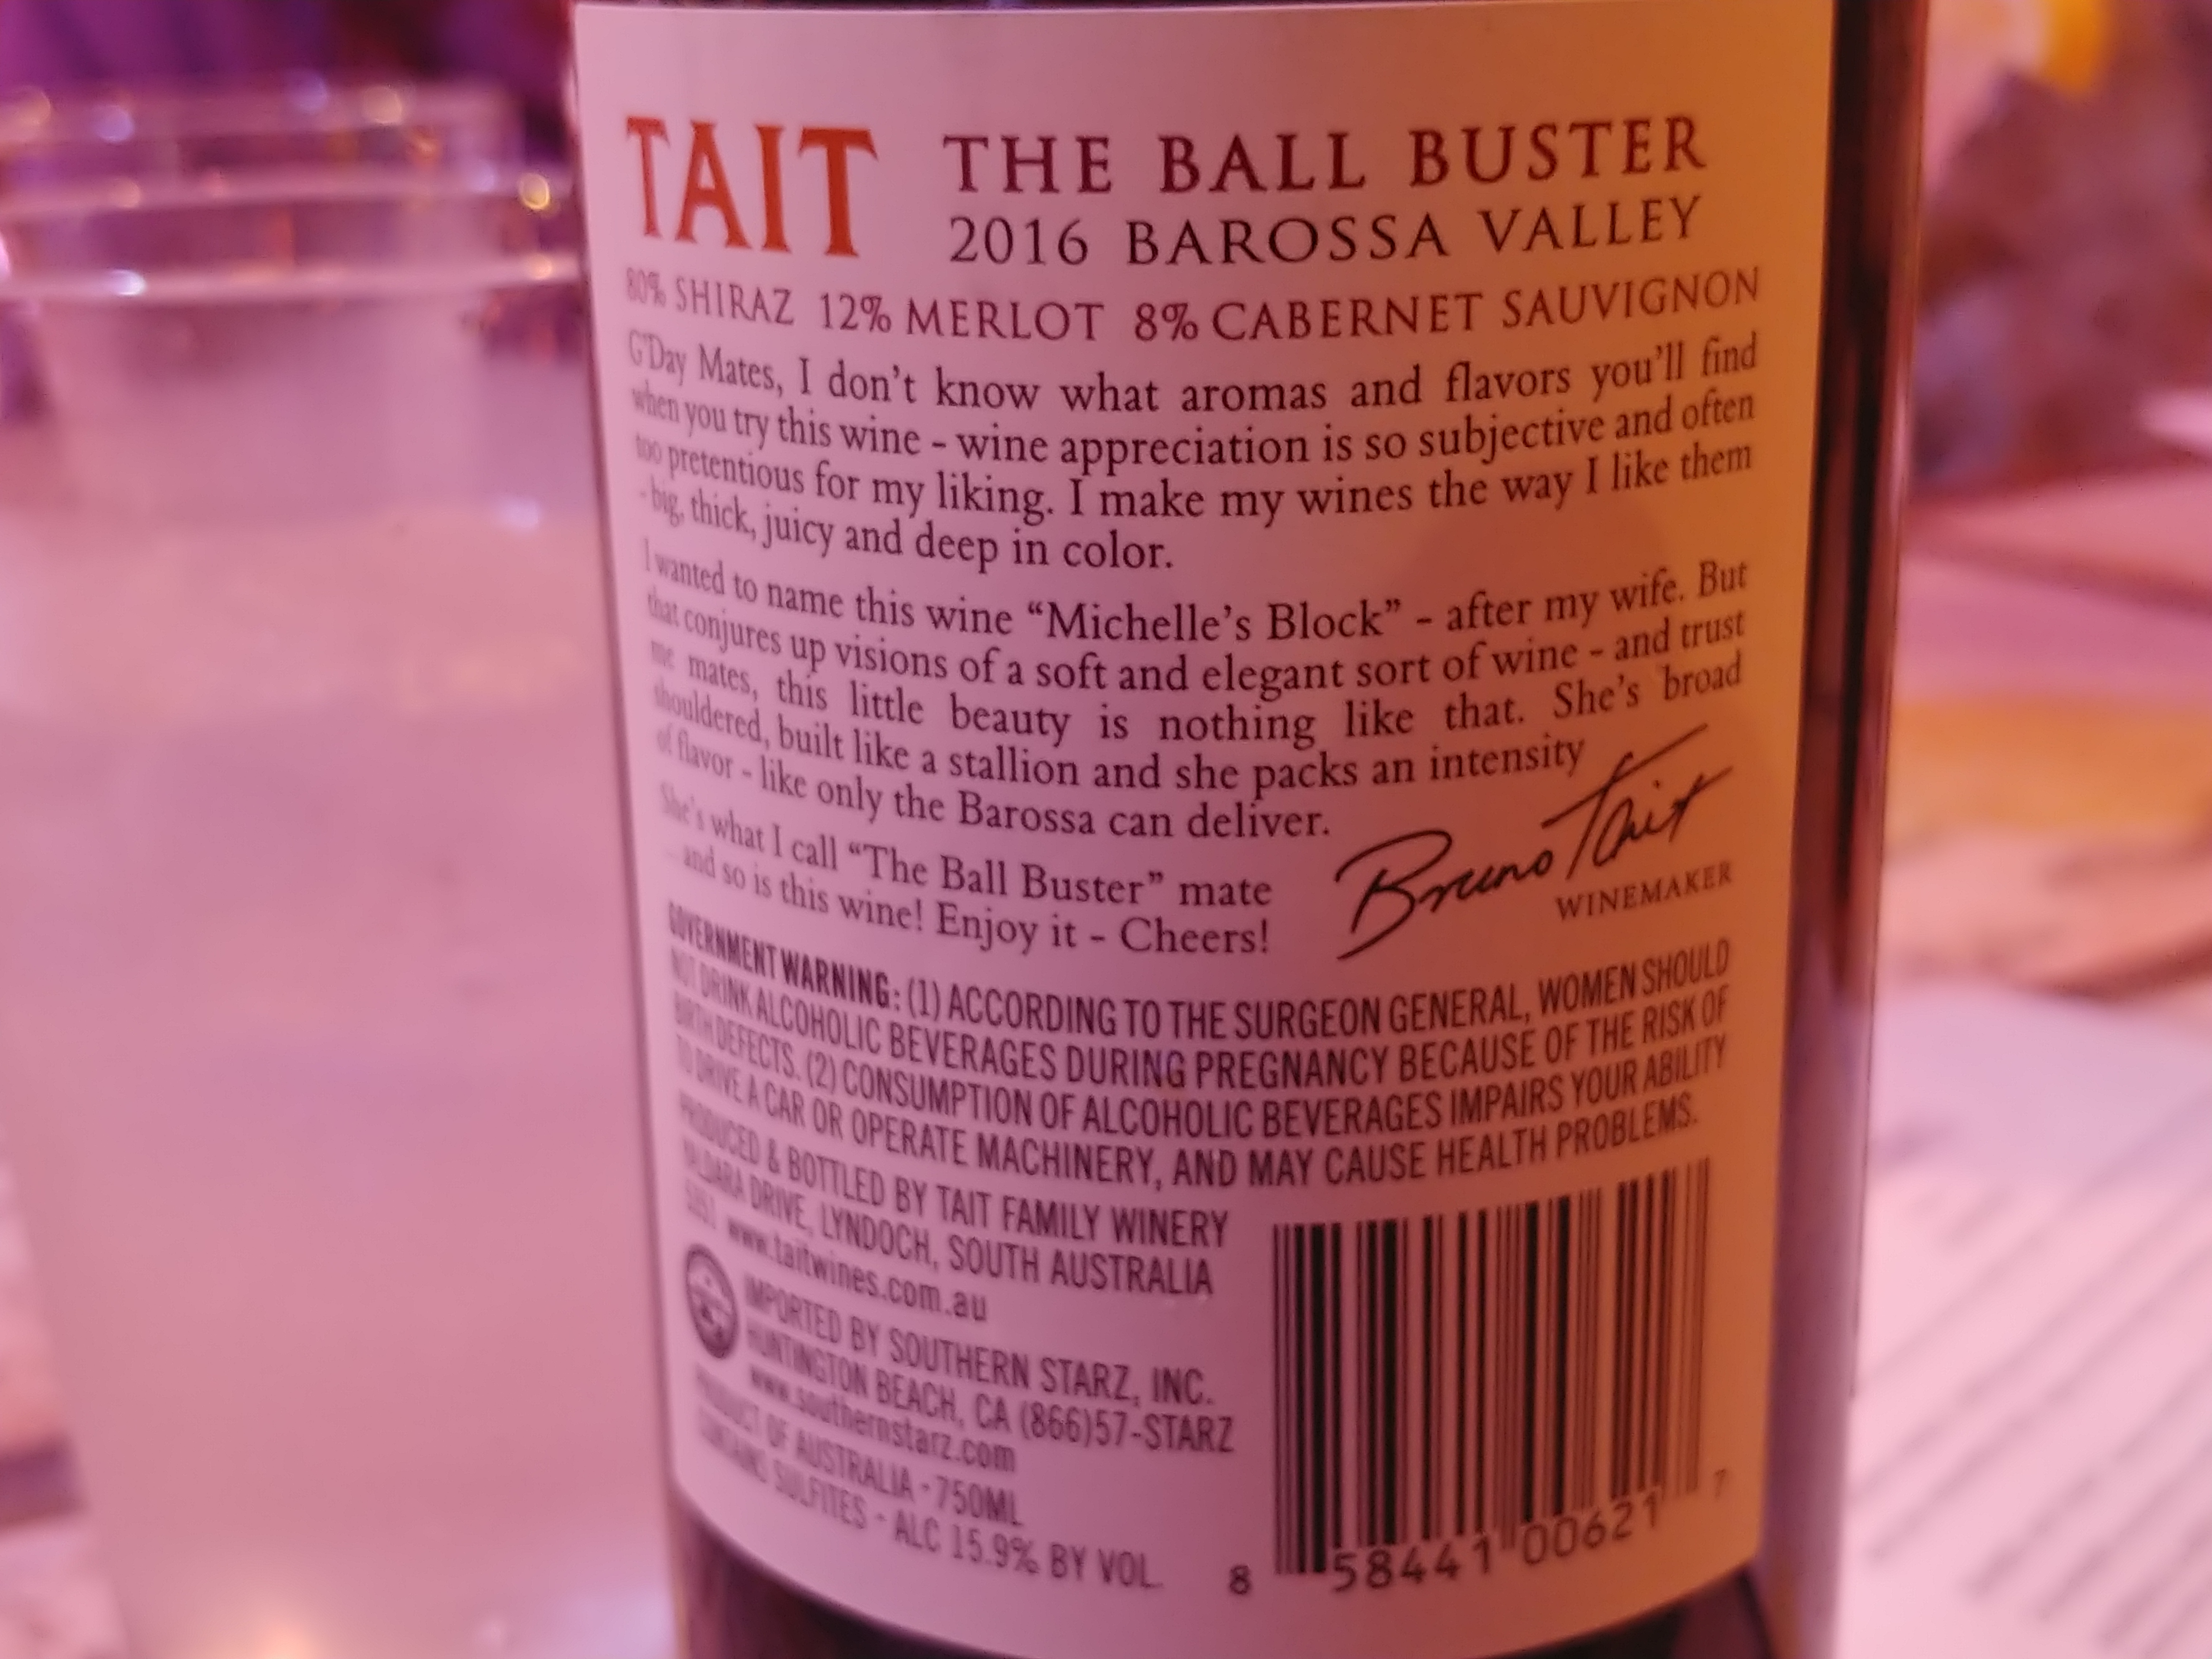 TAIT THE BALL BUSTER
2016 BAROSSA VALLEY
80% SHIRAZ 12% MERLOT 8% CABERNET SAUVIGNON
G'Day Mates, I don't know what aromas and flavors you'll find
when you try this wine - wine appreciation is so subjective and often
too pretentious for my liking. I make my wines the way I like them
- big, thick, juicy and deep in color.
I wanted to name this wine “Michelle's Block” - after my wife. But
that conjures up visions of a soft and elegant sort of wine - and trust
me mates, this little beauty is nothing like that. She's broad
shouldered, built like a stallion and she packs an intensity
of flavor - like only the Barossa can deliver.
She's what I call “The Ball Buster” mate
...and so is this wine! Enjoy it - Cheers!
Bruno Tait
WINEMAKER
GOVERNMENT WARNING: (1) ACCORDING TO THE SURGEON GENERAL, WOMEN SHOULD
NOT DRINK ALCOHOLIC BEVERAGES DURING PREGNANCY BECAUSE OF THE RISK OF
BIRTH DEFECTS. (2) CONSUMPTION OF ALCOHOLIC BEVERAGES IMPAIRS YOUR ABILITY
TO DRIVE A CAR OR OPERATE MACHINERY, AND MAY CAUSE HEALTH PROBLEMS.
PRODUCED & BOTTLED BY TAIT FAMILY WINERY
YALDARA DRIVE, LYNDOCH, SOUTH AUSTRALIA
5351 www.taitwines.com.au
IMPORTED BY SOUTHERN STARZ, INC.
HUNTINGTON BEACH, CA (866)57-STARZ
www.southernstarz.com
PRODUCT OF AUSTRALIA - 750ML
CONTAINS SULFITES - ALC 15.9% BY VOL.
8 58441 00621 7